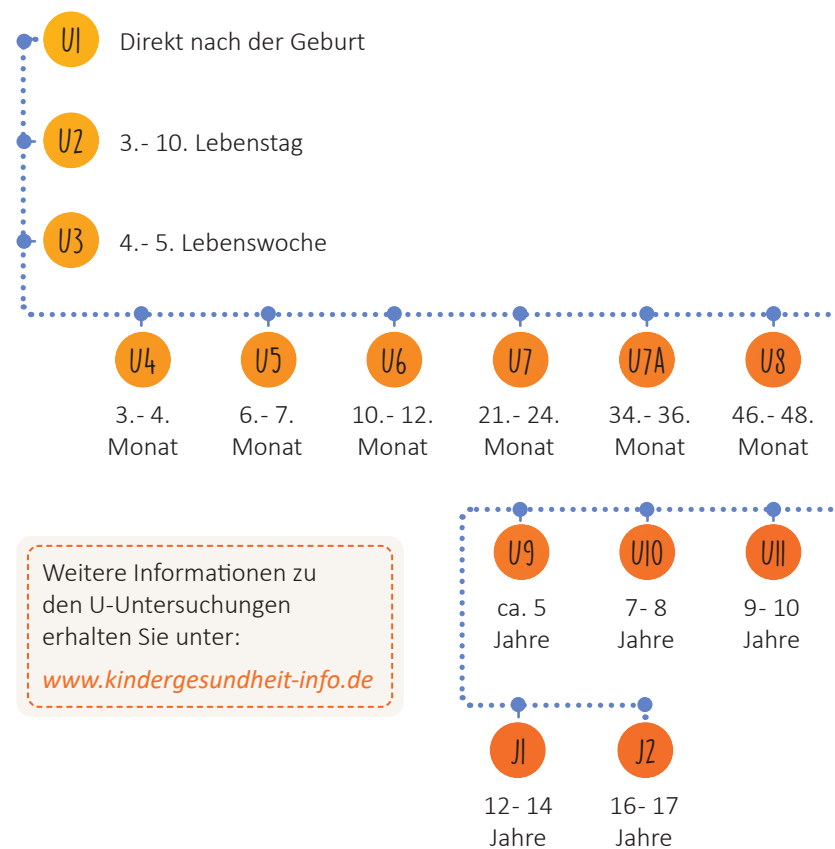 U1 Direkt nach der Geburt
U2 3.- 10. Lebenstag
U3 4.- 5. Lebenswoche
U4 U5 U6 U7 U7A U8
3.- 4. 6.- 7. 10.- 12. 21.- 24. 34.- 36. 46.- 48.
Monat Monat Monat Monat Monat Monat
U9 U10 U11
ca. 5 7- 8 9- 10
Jahre Jahre Jahre
Weitere Informationen zu
den U-Untersuchungen
erhalten Sie unter:
www.kindergesundheit-info.de
J1 J2
12- 14 16- 17
Jahre Jahre